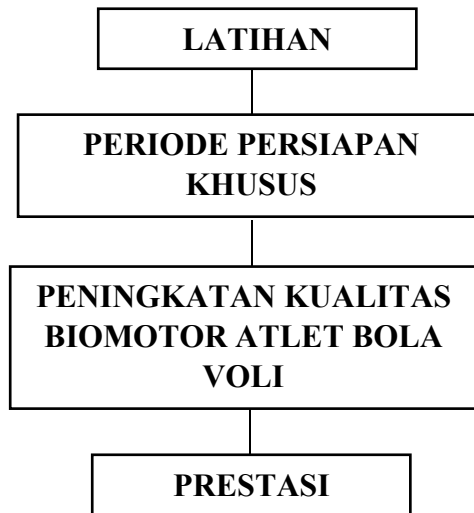 LATIHAN
PERIODE PERSIAPAN
KHUSUS
PENINGKATAN KUALITAS
BIOMOTOR ATLET BOLA
VOLI
PRESTASI